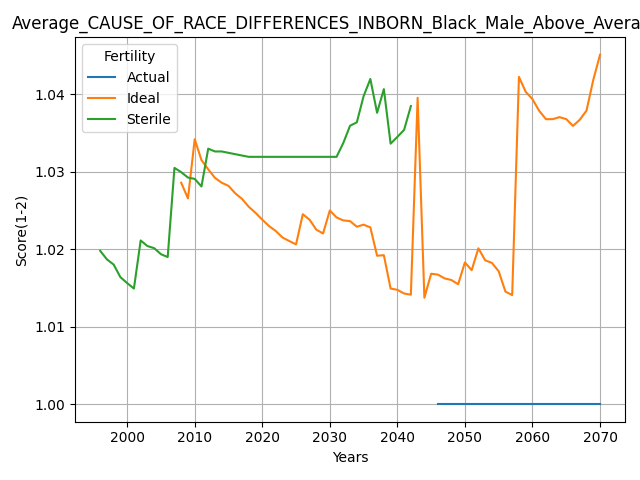 Average_CAUSE_OF_RACE_DIFFERENCES_INBORN_Black_Male_Above_Avera
Fertility
Actual
Ideal
Sterile
1.04
1.03
1.02
1.01
1.00
Score(1-2)
2000 2010 2020 2030 2040 2050 2060 2070
Years